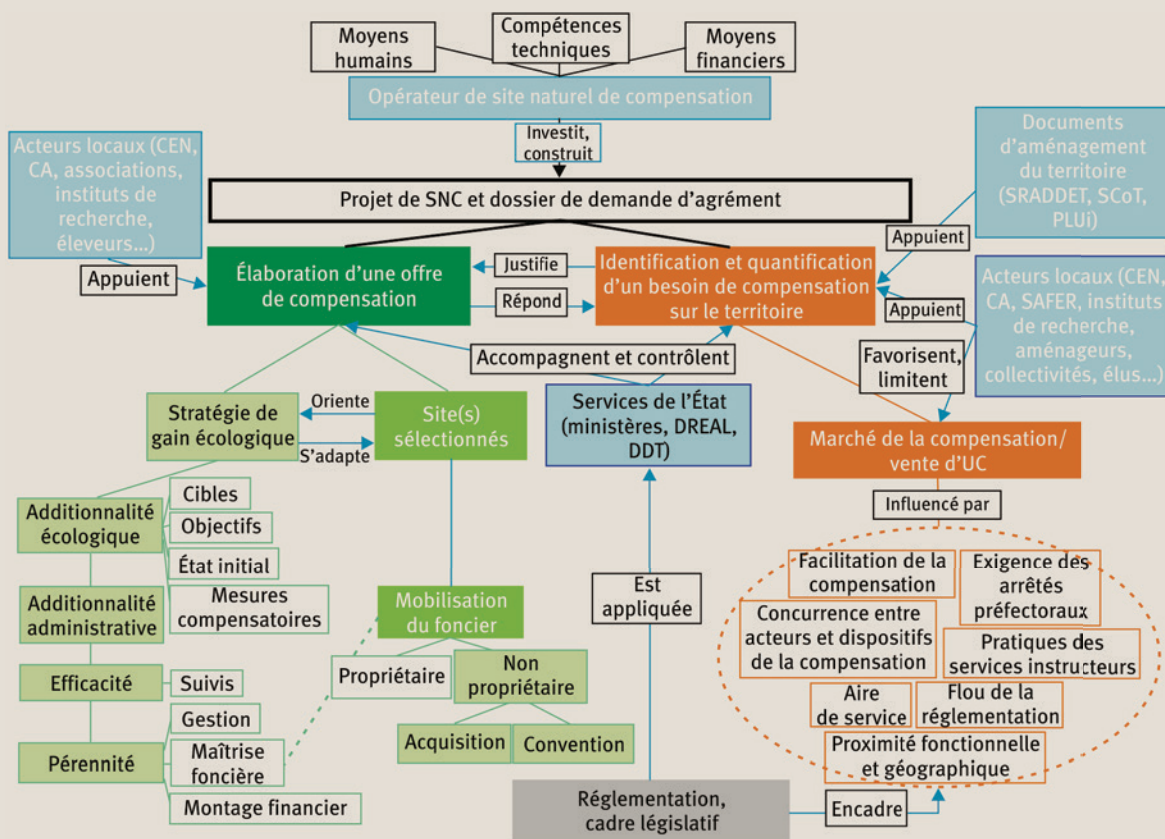 Moyens
humains
Compétences
techniques
Moyens
financiers
Opérateur de site naturel de compensation
Investit,
construit
Acteurs locaux (CEN,
CA, associations,
instituts de
recherche,
éleveurs...)
Documents
d'aménagement
du territoire
(SRADDET, SCoT,
PLUi)
Projet de SNC et dossier de demande d'agrément
Appuient
Appuient
Élaboration d'une offre
de compensation
Justifie
Répond
Identification et quantification
d'un besoin de compensation
sur le territoire
Appuient
Acteurs locaux (CEN,
CA, SAFER, instituts
de recherche,
aménageurs,
collectivités, élus...)
Accompagnent et contrôlent
Favorisent,
limitent
Stratégie de
gain écologique
Oriente
S'adapte
Site(s)
sélectionnés
Services de l'État
(ministères, DREAL,
DDT)
Marché de la compensation/
vente d'UC
Influencé par
Additionnalité
écologique
Cibles
Objectifs
État initial
Mesures
compensatoires
Additionnalité
administrative
Efficacité
Suivis
Pérennité
Gestion
Maîtrise
foncière
Montage financier
Mobilisation
du foncier
Propriétaire
Non
propriétaire
Acquisition
Convention
Est
appliquée
Facilitation de la
compensation
Exigence des
arrêtés
préfectoraux
Concurrence entre
acteurs et dispositifs
de la compensation
Pratiques des
services instructeurs
Aire
de service
Flou de la
réglementation
Proximité fonctionnelle
et géographique
Réglementation,
cadre législatif
Encadre